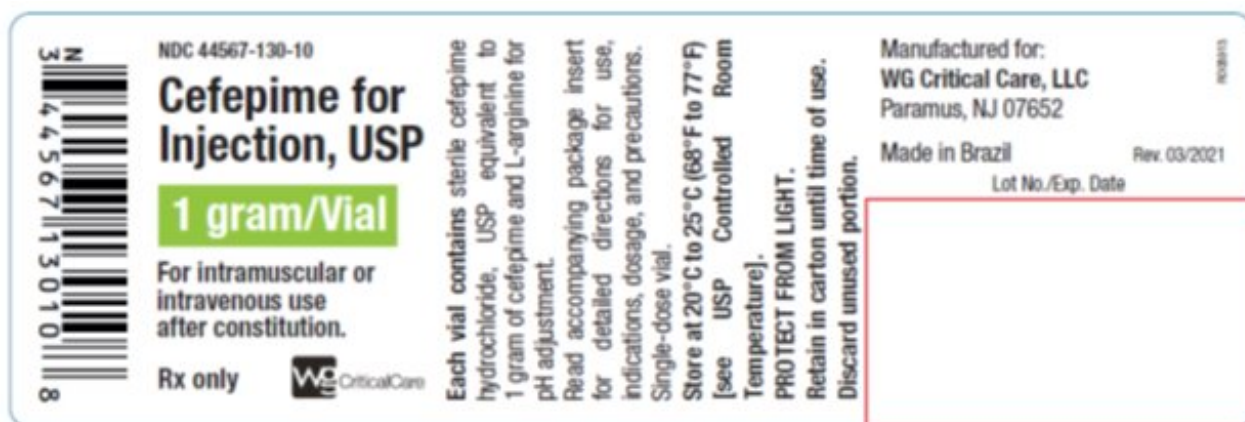 N
3 44567 13010 8
NDC 44567-130-10
Cefepime for
Injection, USP
1 gram/Vial
For intramuscular or
intravenous use
after constitution.
Rx only
WG CriticalCare
Each vial contains sterile cefepime
hydrochloride, USP equivalent to
1 gram of cefepime and L-arginine for
pH adjustment.
Read accompanying package insert
for detailed directions for use,
indications, dosage, and precautions.
Single-dose vial.
Store at 20°C to 25°C (68°F to 77°F)
[see USP Controlled Room
Temperature].
PROTECT FROM LIGHT.
Retain in carton until time of use.
Discard unused portion.
Manufactured for:
WG Critical Care, LLC
Paramus, NJ 07652
Made in Brazil
Rev. 03/2021
Lot No./Exp. Date